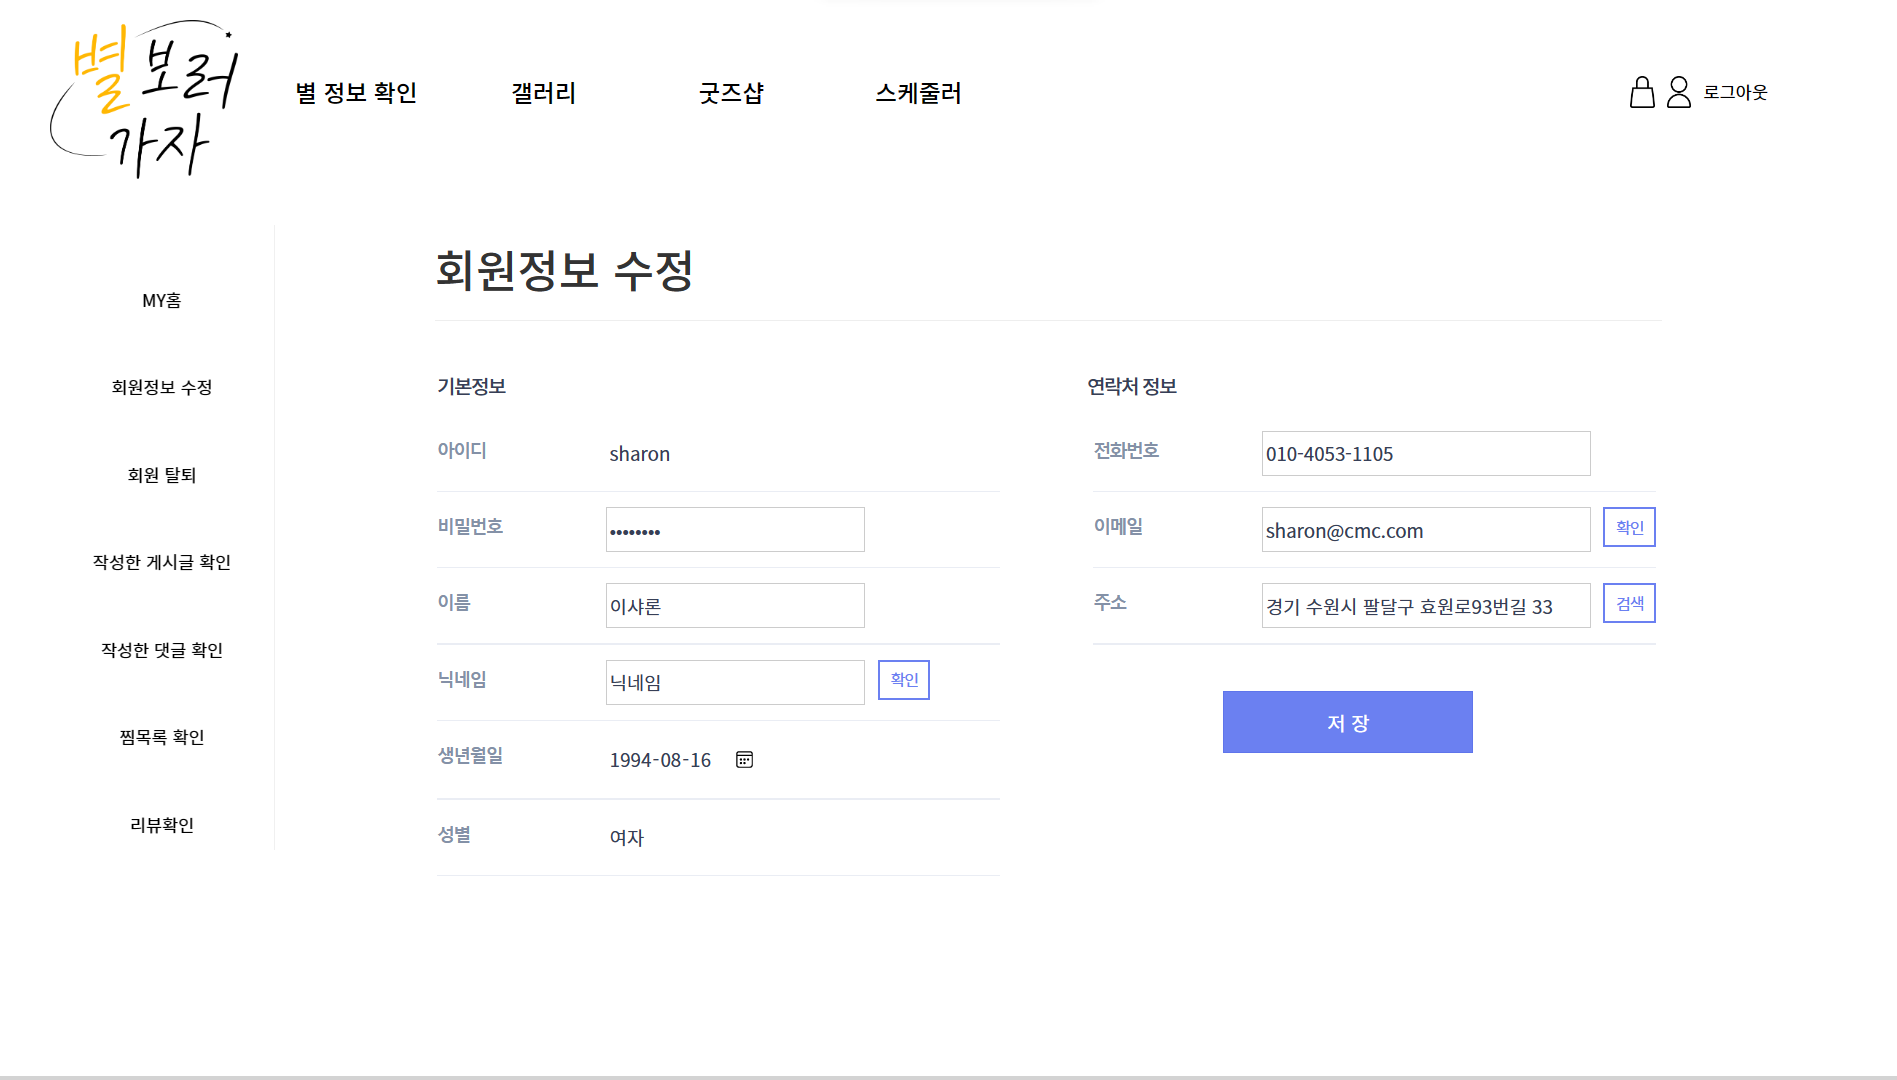 별 보러
가자
별 정보 확인
갤러리
굿즈샵
스케줄러
로그아웃
MY홈
회원정보 수정
회원 탈퇴
작성한 게시글 확인
작성한 댓글 확인
찜목록 확인
리뷰확인
회원정보 수정
기본정보
아이디 sharon
비밀번호 ••••••••
이름 이샤론
닉네임 닉네임 확인
생년월일 1994-08-16
성별 여자
연락처 정보
전화번호 010-4053-1105
이메일 sharon@cmc.com 확인
주소 경기 수원시 팔달구 효원로93번길 33 검색
저 장